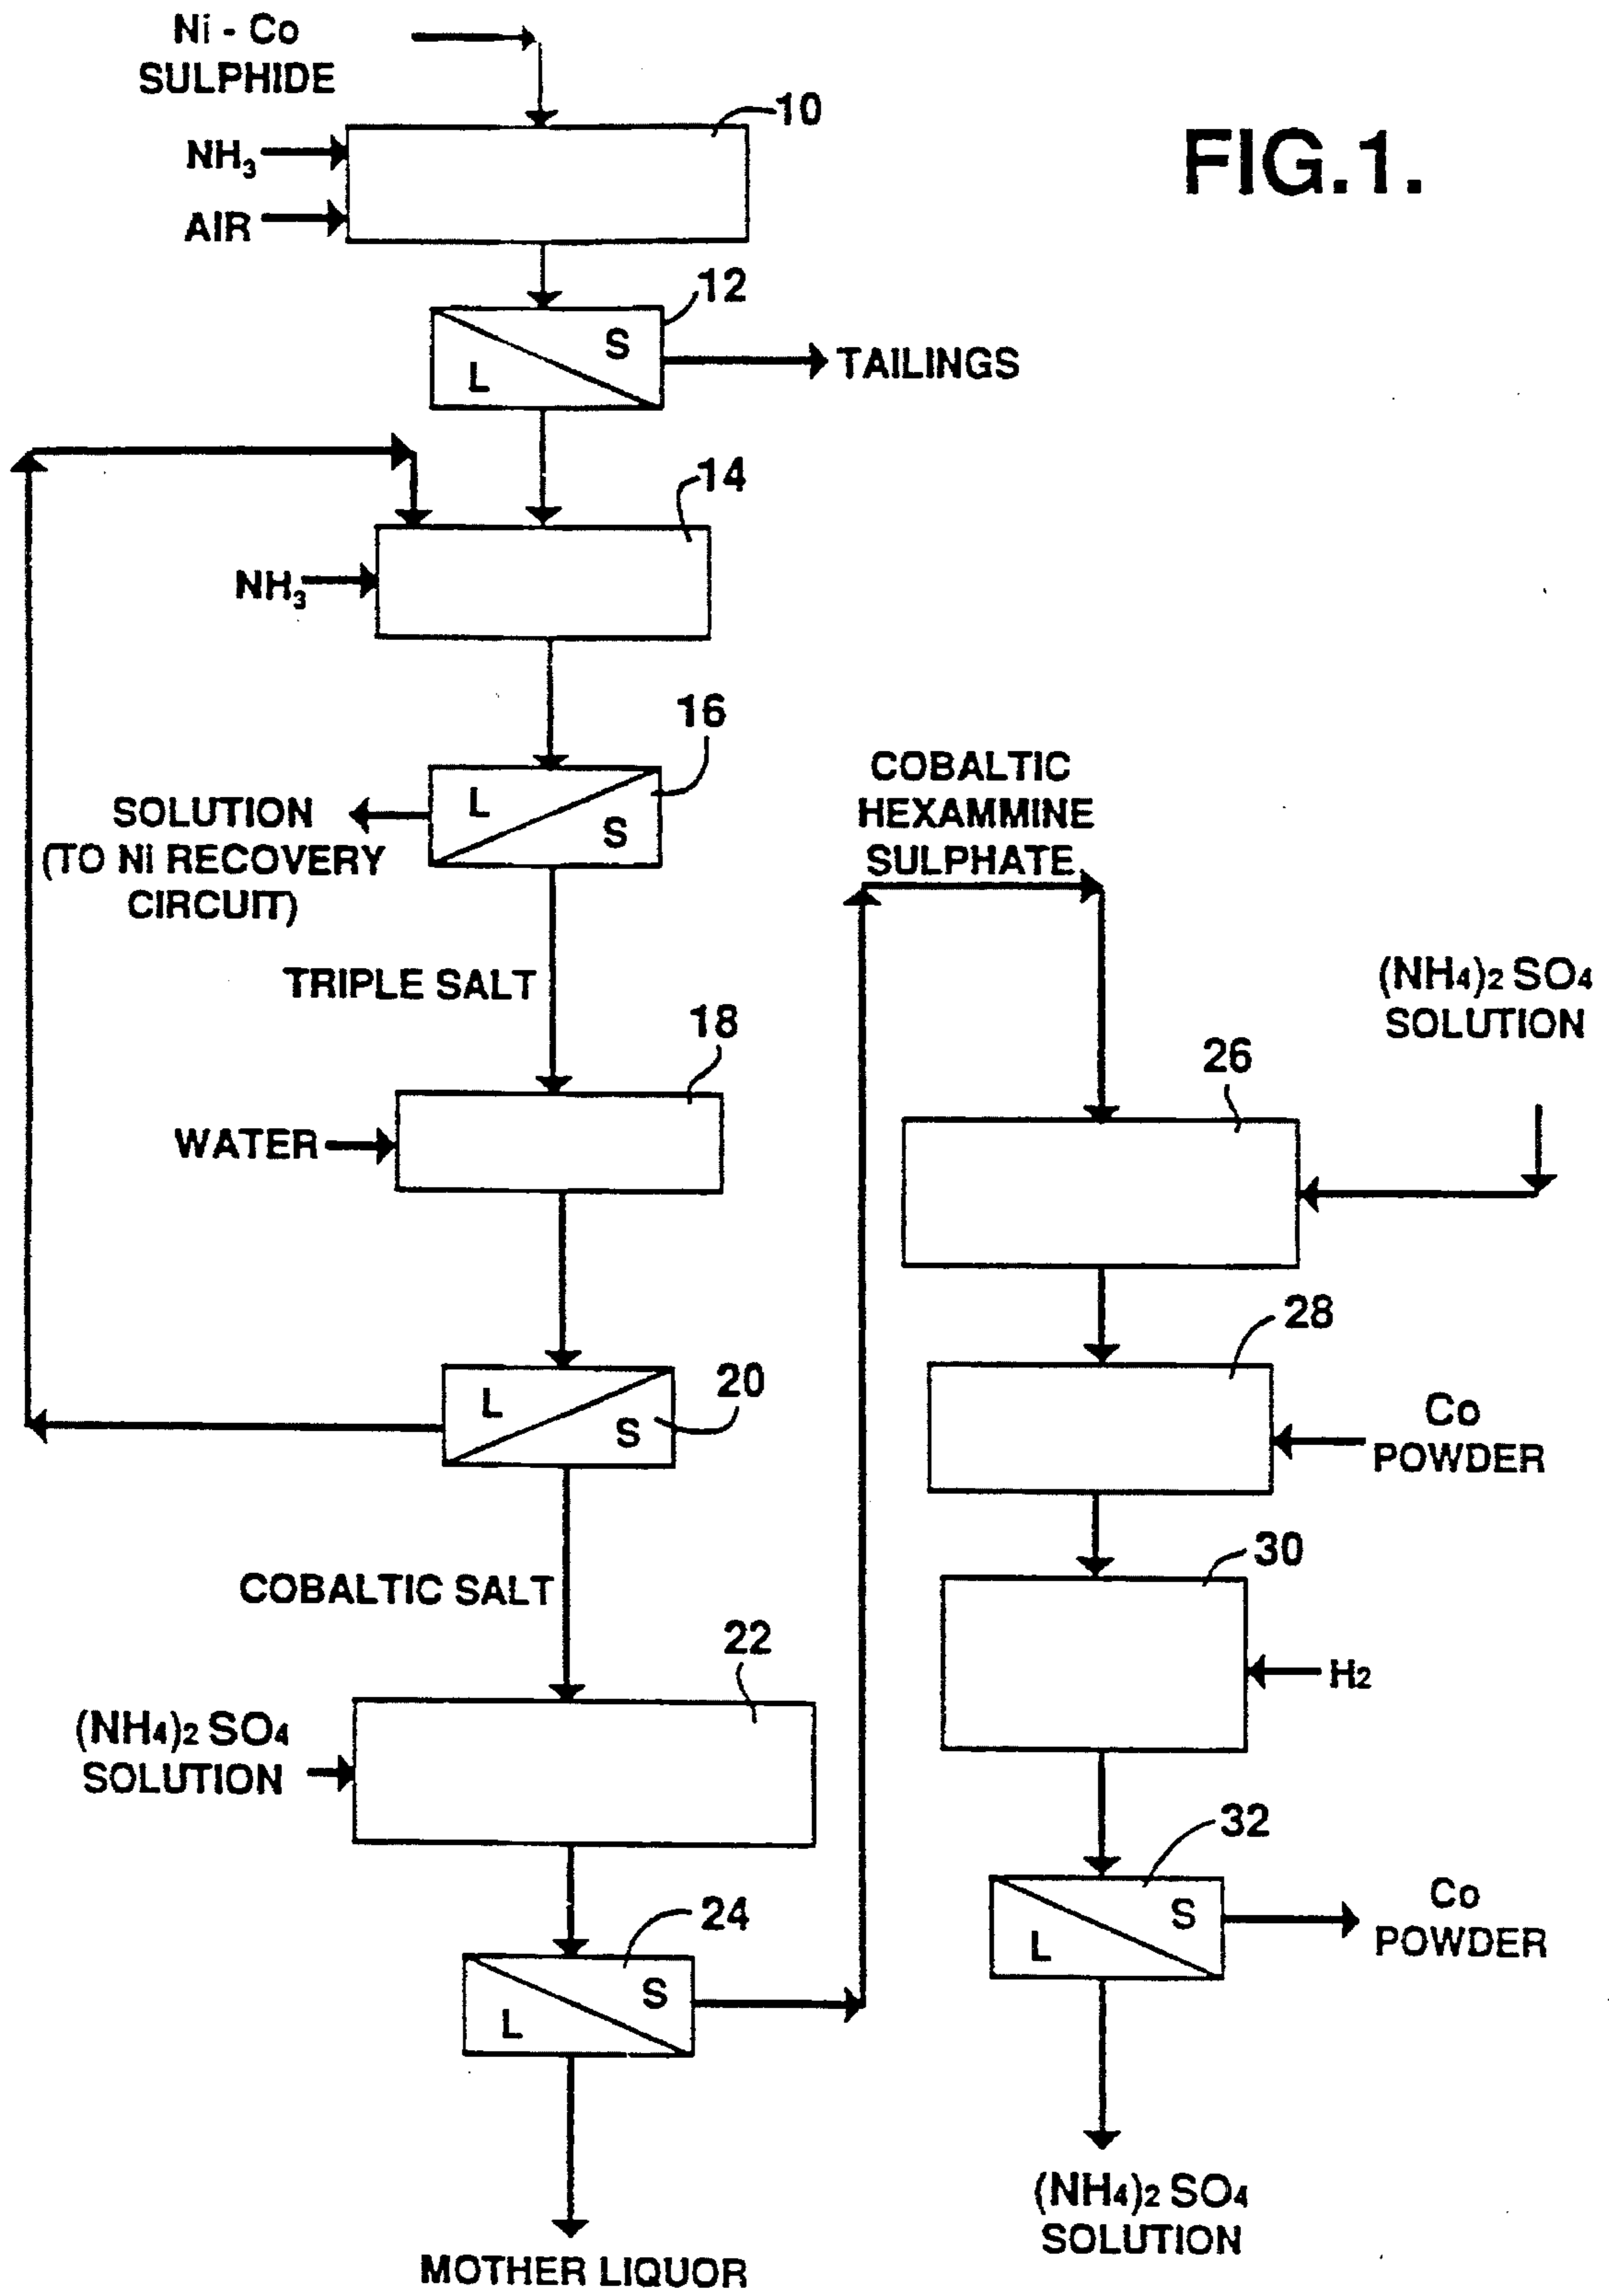 Ni - Co
SULPHIDE
10
FIG.1.
NH3
AIR
12
S
L
TAILINGS
14
NH3
16
L
S
SOLUTION
(TO Ni RECOVERY
CIRCUIT)
TRIPLE SALT
18
WATER
20
L
S
COBALTIC SALT
22
(NH4)2 SO4
SOLUTION
24
S
L
MOTHER LIQUOR
COBALTIC
HEXAMMINE
SULPHATE
(NH4)2 SO4
SOLUTION
26
28
Co
POWDER
30
H2
32
S
L
Co
POWDER
(NH4)2 SO4
SOLUTION